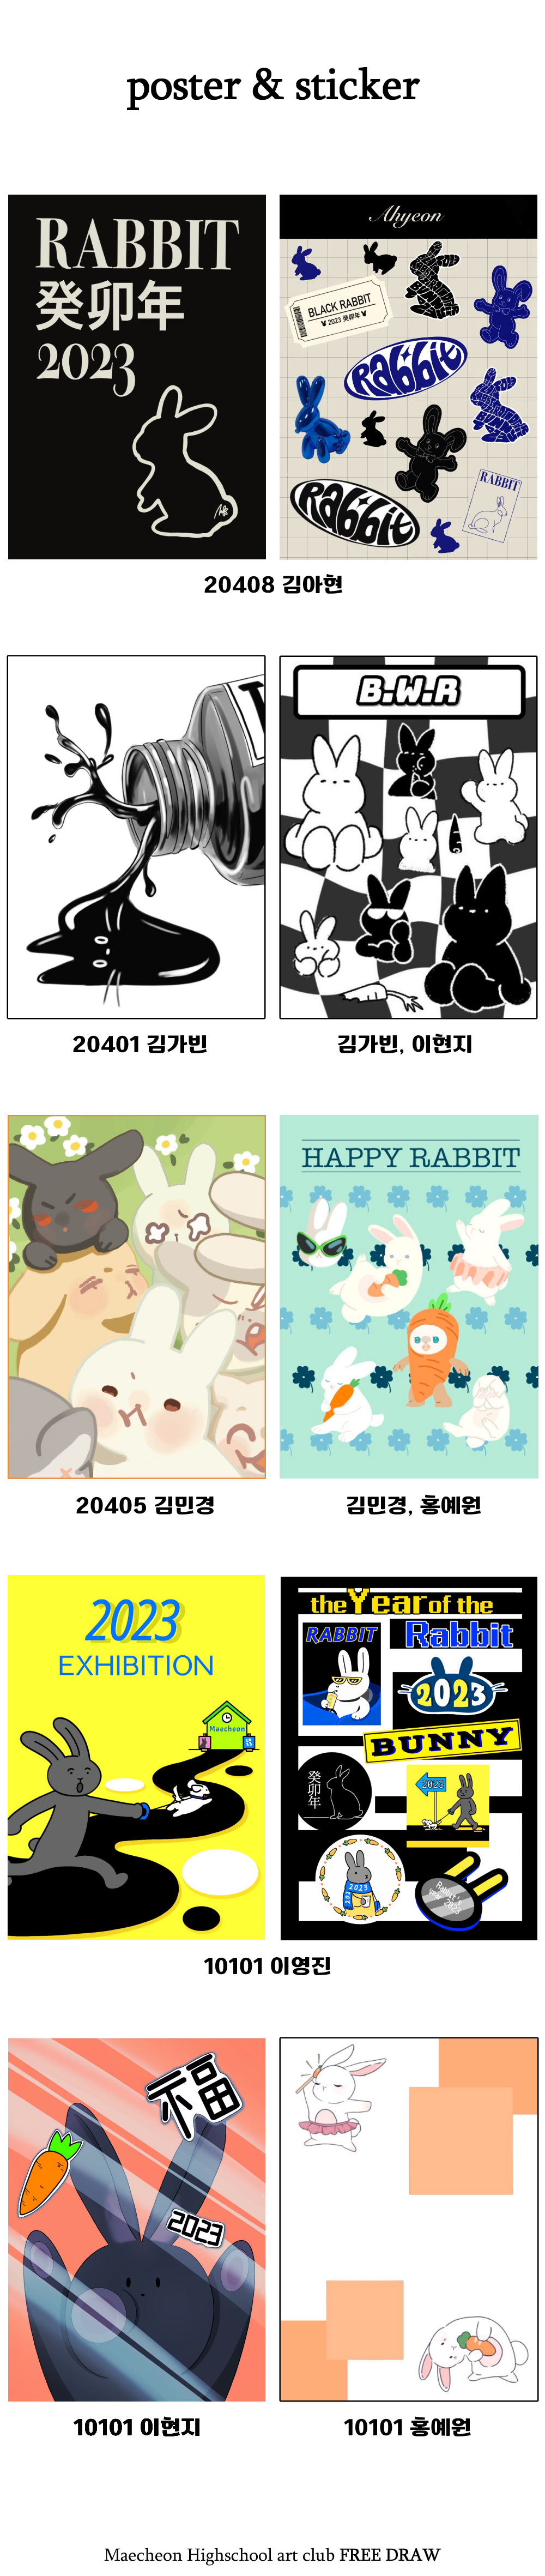 poster & sticker
RABBIT
癸卯年
2023
Ahyeon
BLACK RABBIT
2023 癸卯年
Rabbit
RABBIT
Rabbit
20408 김아현
B.W.R
20401 김가빈
김가빈, 이현지
HAPPY RABBIT
20405 김민경
김민경, 홍예원
2023
EXHIBITION
Maecheon
the Year of the
RABBIT
Rabbit
2023
BUNNY
癸卯年
2023
2023
10101 이영진
福
2023
10101 이현지
10101 홍예원
Maecheon Highschool art club FREE DRAW